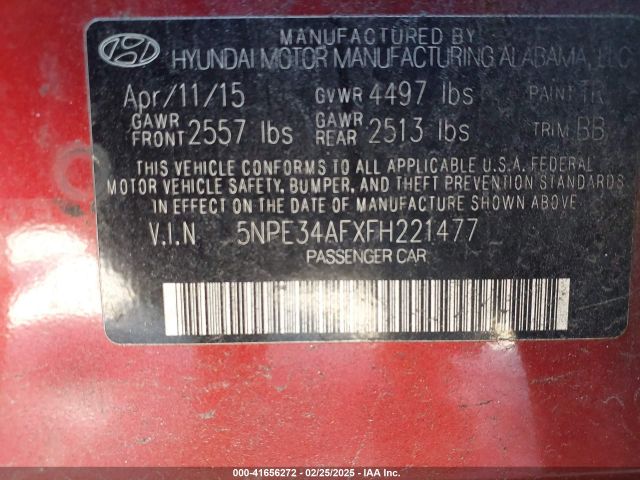 MANUFACTURED BY
HYUNDAI MOTOR MANUFACTURING ALABAMA, LLC
Apr/11/15 GVWR 4497 lbs PAINT TR
GAWR FRONT 2557 lbs GAWR REAR 2513 lbs TRIM BB
THIS VEHICLE CONFORMS TO ALL APPLICABLE U.S.A. FEDERAL
MOTOR VEHICLE SAFETY, BUMPER, AND THEFT PREVENTION STANDARDS
IN EFFECT ON THE DATE OF MANUFACTURE SHOWN ABOVE.
V.I.N 5NPE34AFXFH221477
PASSENGER CAR
000-41656272 - 02/25/2025 - IAA Inc.